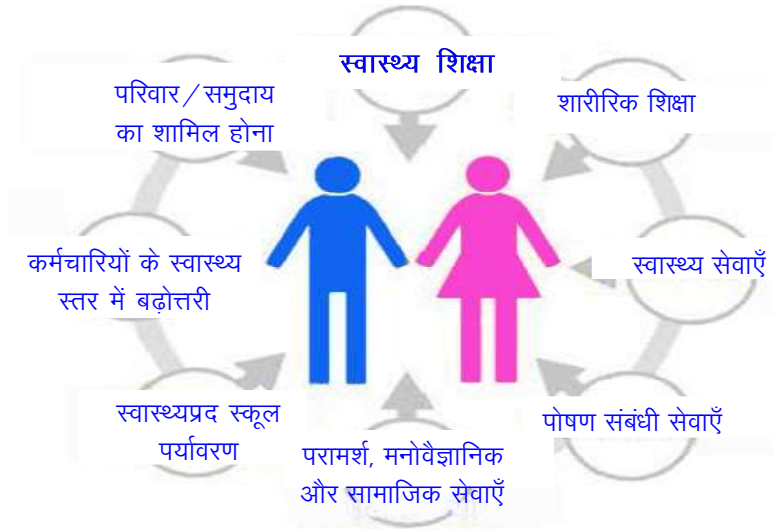 स्वास्थ्य शिक्षा
शारीरिक शिक्षा
स्वास्थ्य सेवाएँ
पोषण संबंधी सेवाएँ
परामर्श, मनोवैज्ञानिक
और सामाजिक सेवाएँ
स्वास्थ्यप्रद स्कूल
पर्यावरण
कर्मचारियों के स्वास्थ्य
स्तर में बढ़ोत्तरी
परिवार/समुदाय
का शामिल होना